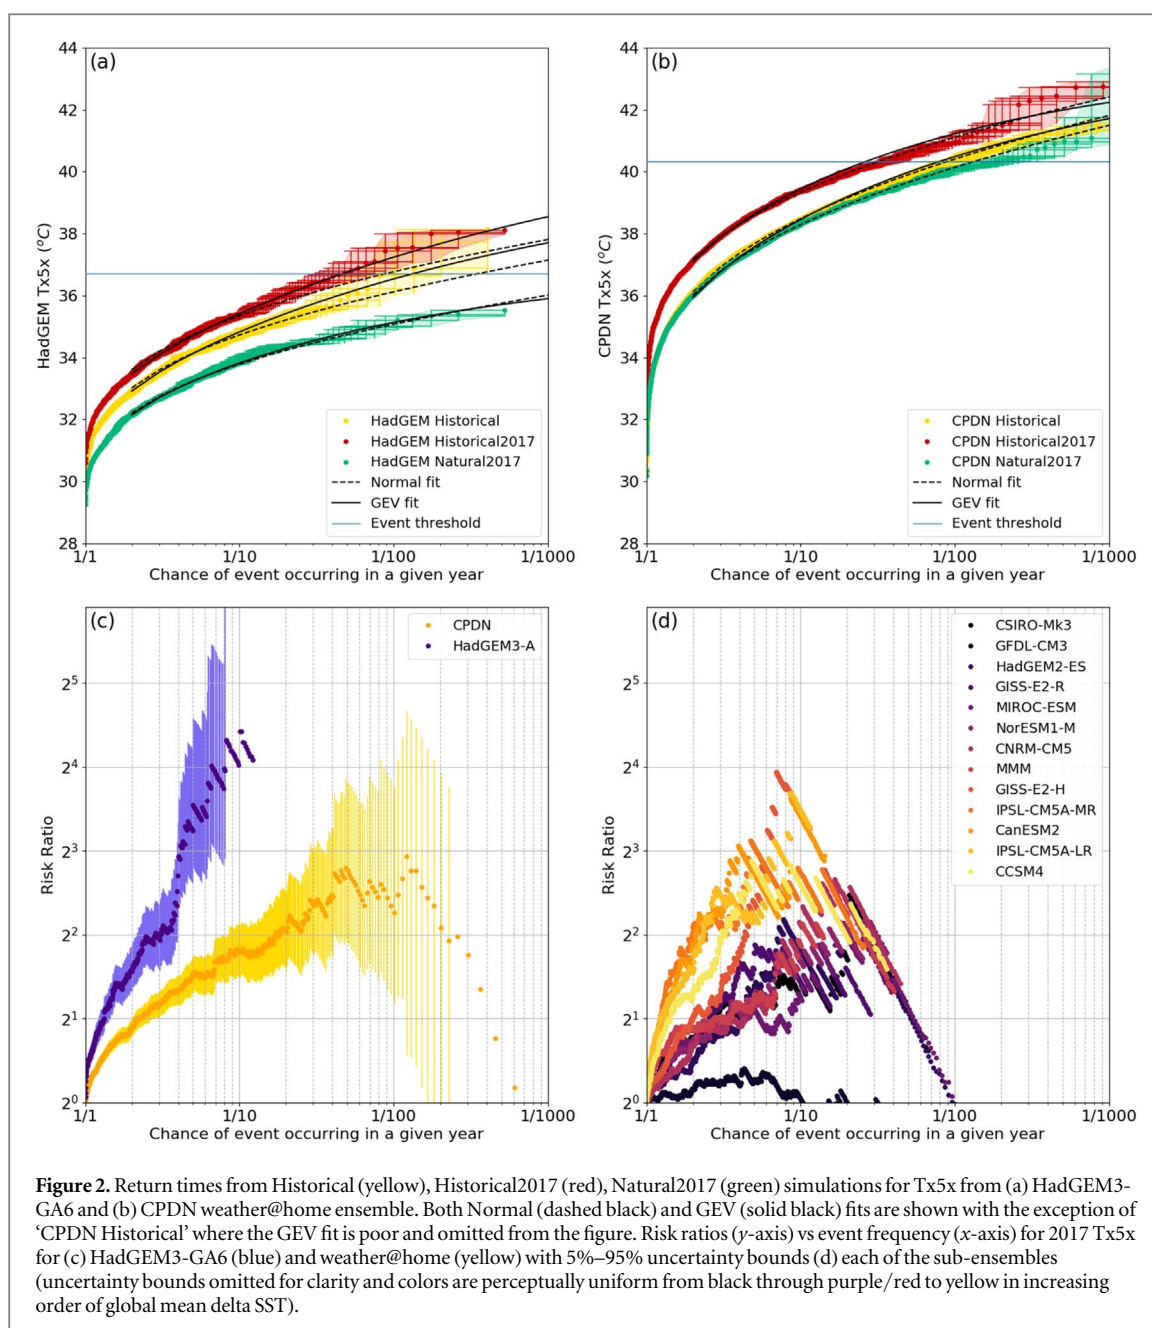 (a)
44
42
40
38
36
34
32
30
28
HadGEM Tx5x (°C)
HadGEM Historical
HadGEM Historical2017
HadGEM Natural2017
Normal fit
GEV fit
Event threshold
1/1 1/10 1/100 1/1000
Chance of event occurring in a given year
(b)
44
42
40
38
36
34
32
30
28
CPDN Tx5x (°C)
CPDN Historical
CPDN Historical2017
CPDN Natural2017
Normal fit
GEV fit
Event threshold
1/1 1/10 1/100 1/1000
Chance of event occurring in a given year
(c)
CPDN
HadGEM3-A
2⁵
2⁴
2³
2²
2¹
2⁰
Risk Ratio
1/1 1/10 1/100 1/1000
Chance of event occurring in a given year
(d)
CSIRO-Mk3
GFDL-CM3
HadGEM2-ES
GISS-E2-R
MIROC-ESM
NorESM1-M
CNRM-CM5
MMM
GISS-E2-H
IPSL-CM5A-MR
CanESM2
IPSL-CM5A-LR
CCSM4
2⁵
2⁴
2³
2²
2¹
2⁰
Risk Ratio
1/1 1/10 1/100 1/1000
Chance of event occurring in a given year
Figure 2. Return times from Historical (yellow), Historical2017 (red), Natural2017 (green) simulations for Tx5x from (a) HadGEM3-
GA6 and (b) CPDN weather@home ensemble. Both Normal (dashed black) and GEV (solid black) fits are shown with the exception of
‘CPDN Historical’ where the GEV fit is poor and omitted from the figure. Risk ratios (y-axis) vs event frequency (x-axis) for 2017 Tx5x
for (c) HadGEM3-GA6 (blue) and weather@home (yellow) with 5%–95% uncertainty bounds (d) each of the sub-ensembles
(uncertainty bounds omitted for clarity and colors are perceptually uniform from black through purple/red to yellow in increasing
order of global mean delta SST).